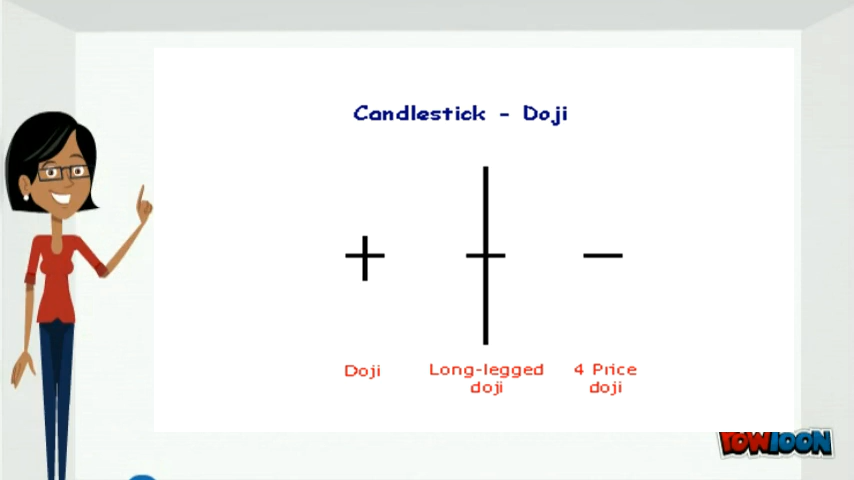 Candlestick - Doji
Doji
Long-legged
doji
4 Price
doji
POWTOON